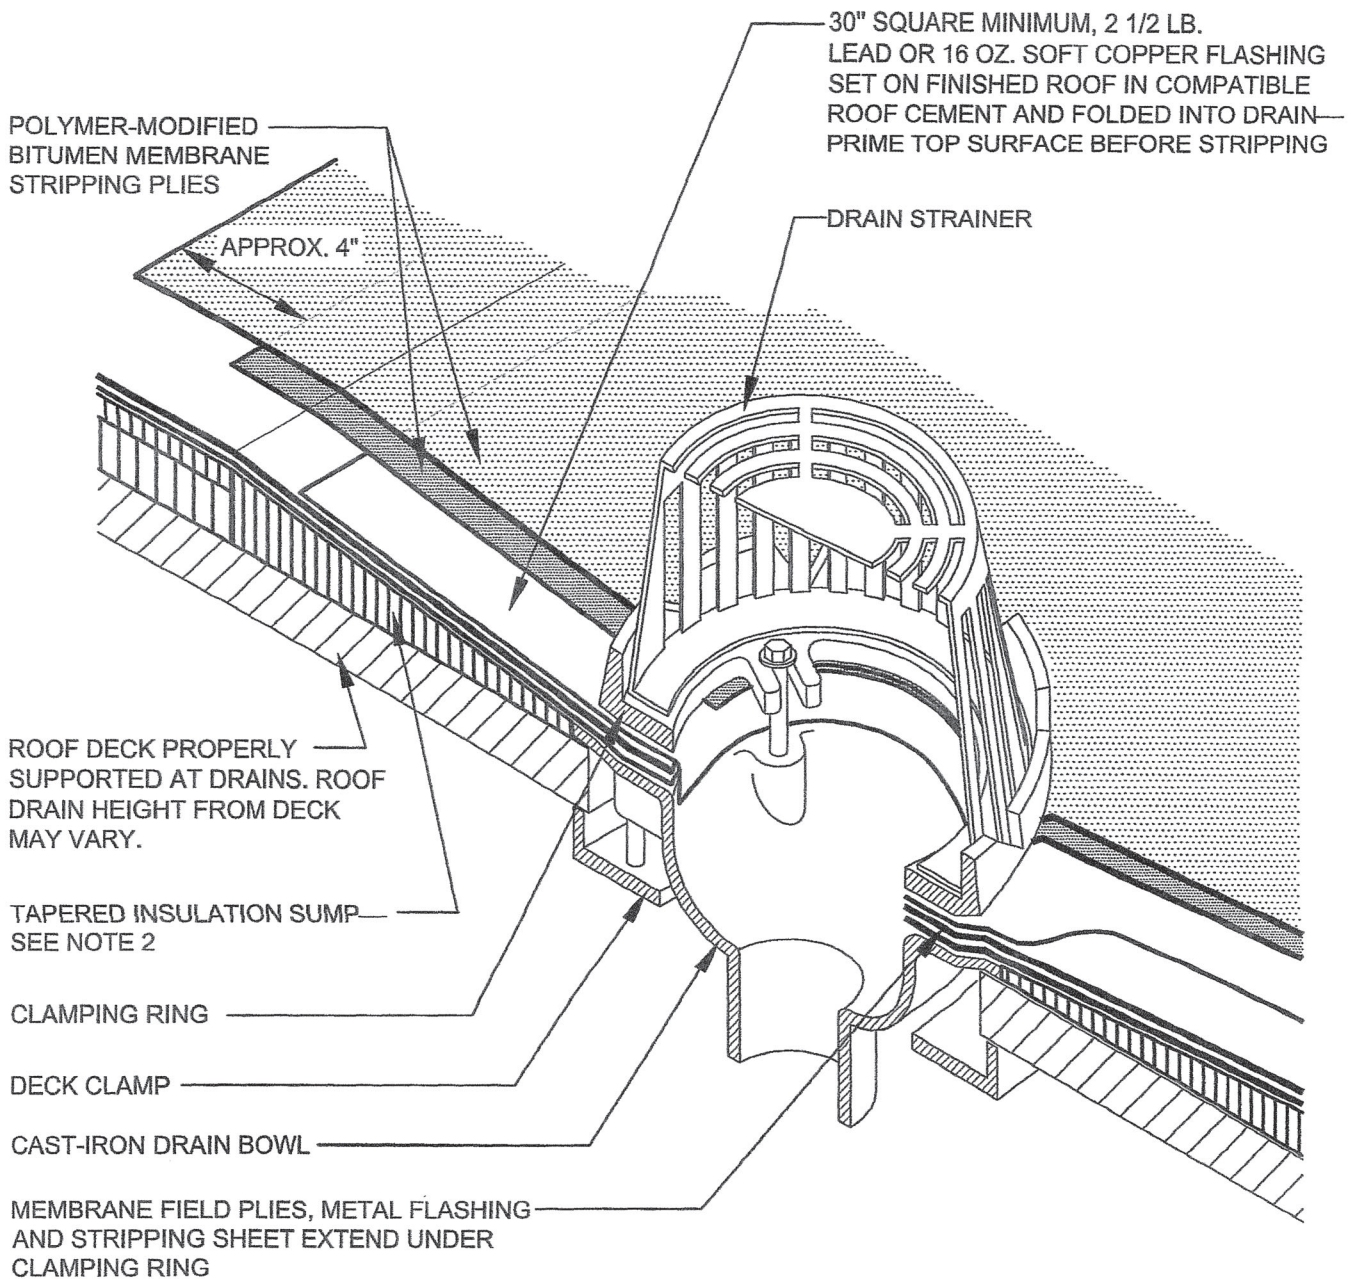 30" SQUARE MINIMUM, 2 1/2 LB.
LEAD OR 16 OZ. SOFT COPPER FLASHING
SET ON FINISHED ROOF IN COMPATIBLE
ROOF CEMENT AND FOLDED INTO DRAIN—
PRIME TOP SURFACE BEFORE STRIPPING
POLYMER-MODIFIED
BITUMEN MEMBRANE
STRIPPING PLIES
DRAIN STRAINER
APPROX. 4"
ROOF DECK PROPERLY
SUPPORTED AT DRAINS. ROOF
DRAIN HEIGHT FROM DECK
MAY VARY.
TAPERED INSULATION SUMP
SEE NOTE 2
CLAMPING RING
DECK CLAMP
CAST-IRON DRAIN BOWL
MEMBRANE FIELD PLIES, METAL FLASHING
AND STRIPPING SHEET EXTEND UNDER
CLAMPING RING